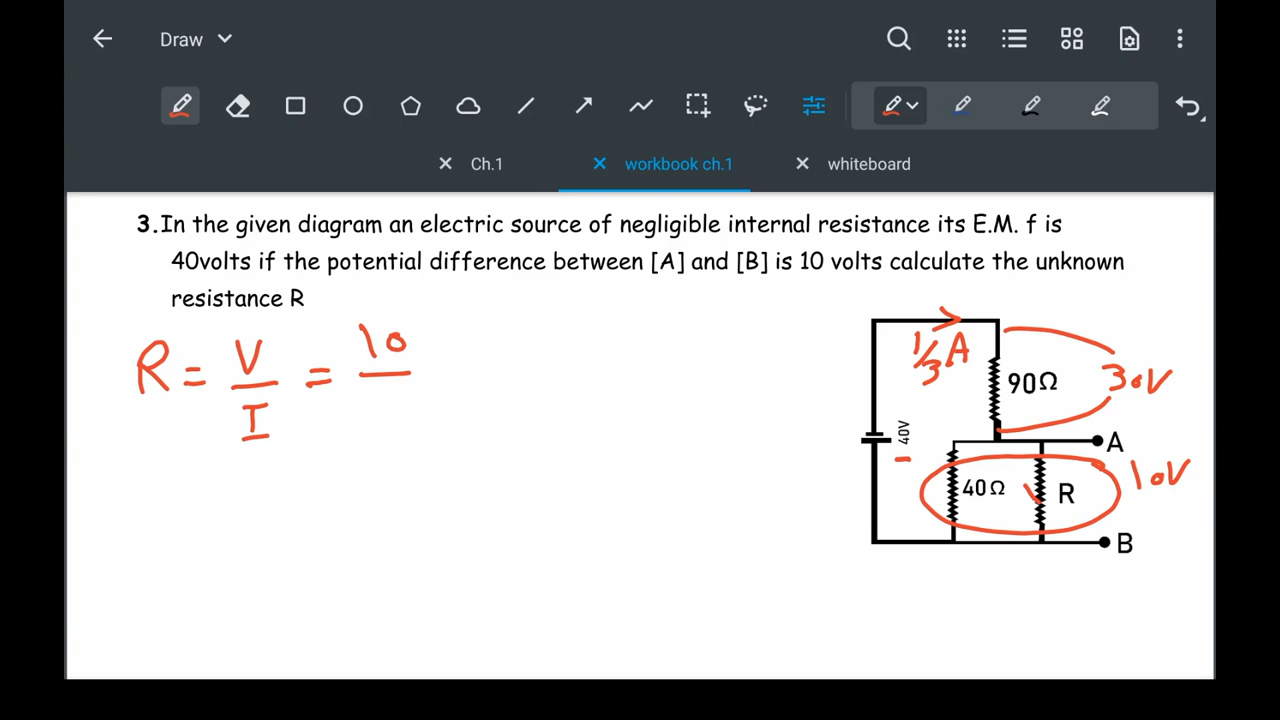 Draw
Ch.1
workbook ch.1
whiteboard
3.In the given diagram an electric source of negligible internal resistance its E.M. f is
40volts if the potential difference between [A] and [B] is 10 volts calculate the unknown
resistance R
R = V/I = 10
1/3 A
90Ω
30V
40V
A
40Ω
R
10V
B